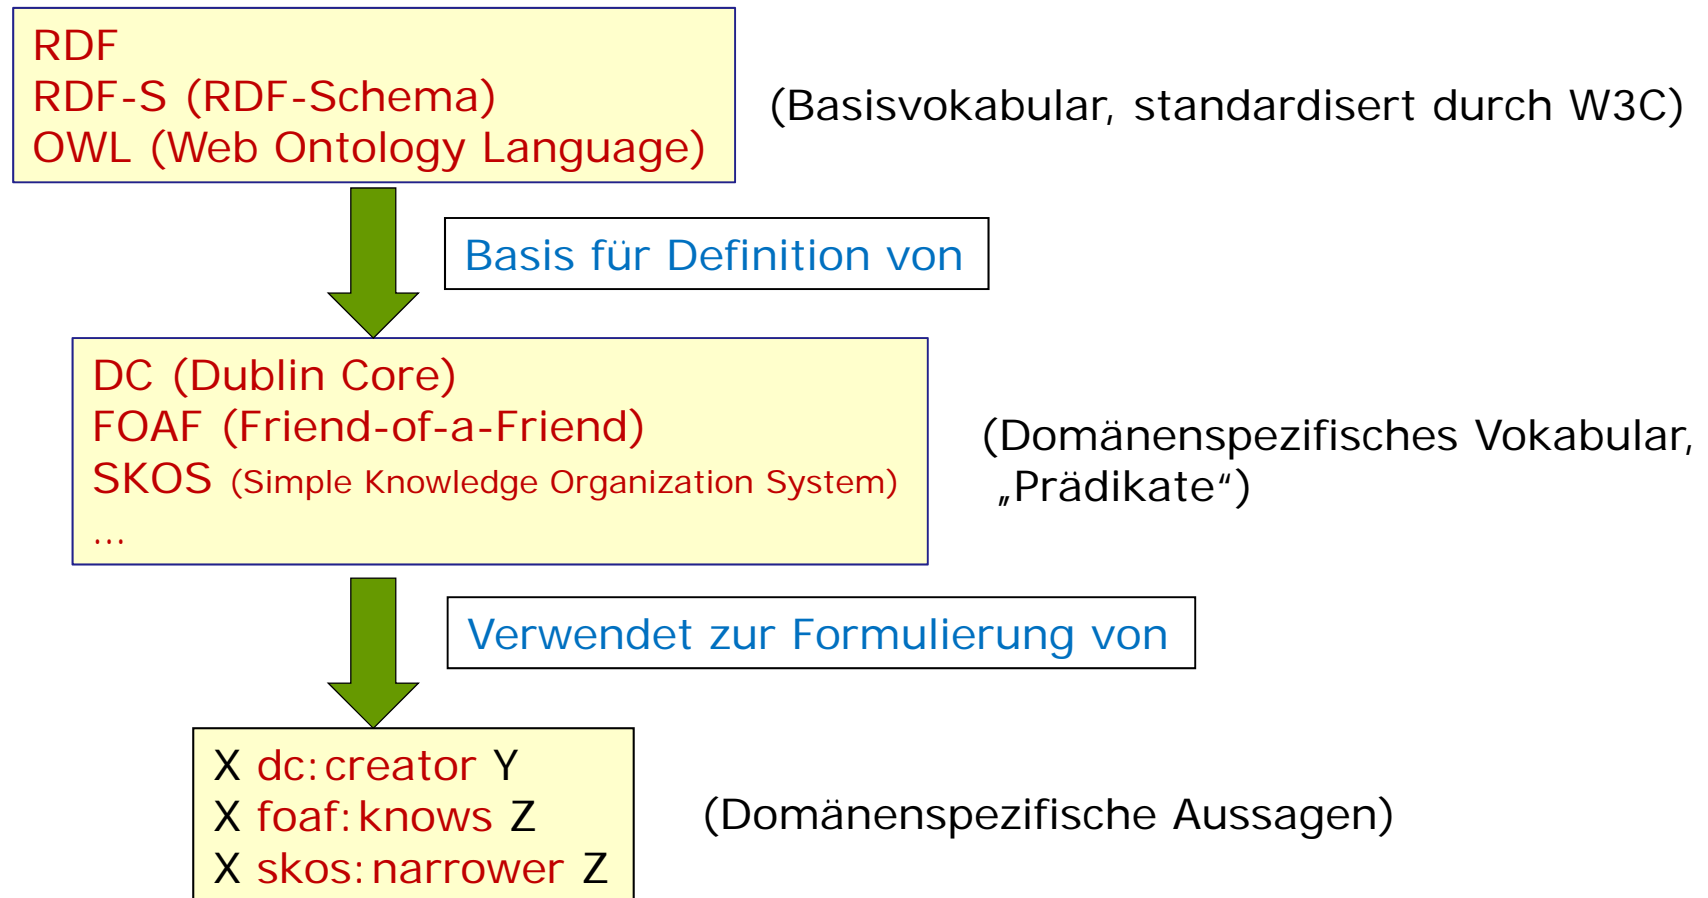 RDF
RDF-S (RDF-Schema)
OWL (Web Ontology Language)
(Basisvokabular, standardisert durch W3C)
Basis für Definition von
DC (Dublin Core)
FOAF (Friend-of-a-Friend)
SKOS (Simple Knowledge Organization System)
...
(Domänenspezifisches Vokabular,
„Prädikate“)
Verwendet zur Formulierung von
X dc:creator Y
X foaf:knows Z
X skos:narrower Z
(Domänenspezifische Aussagen)